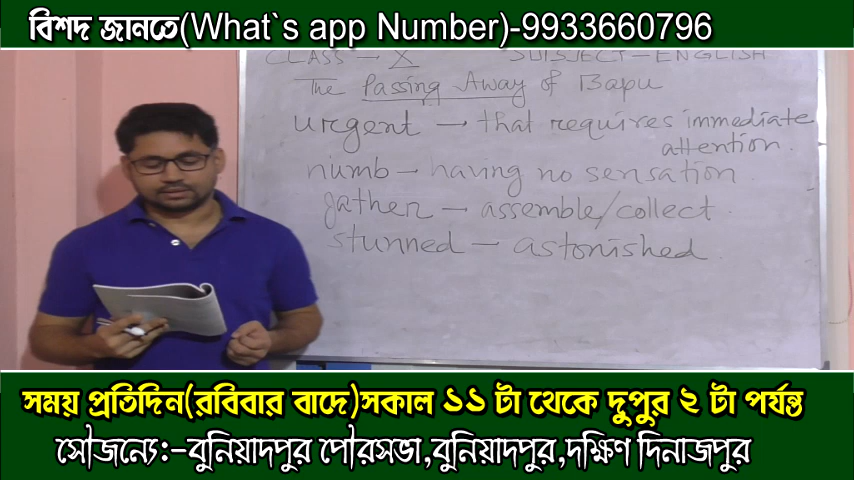 বিশদ জানতে(What`s app Number)-9933660796
CLASS → X SUBJECT - ENGLISH
The Passing Away of Bapu
urgent → that requires immediate
attention.
numb - having no sensation.
gather - assemble/collect.
stunned - astonished
সময় প্রতিদিন(রবিবার বাদে)সকাল ১১ টা থেকে দুপুর ২ টা পর্যন্ত
সৌজন্যে:-বুনিয়াদপুর পৌরসভা,বুনিয়াদপুর,দক্ষিণ দিনাজপুর